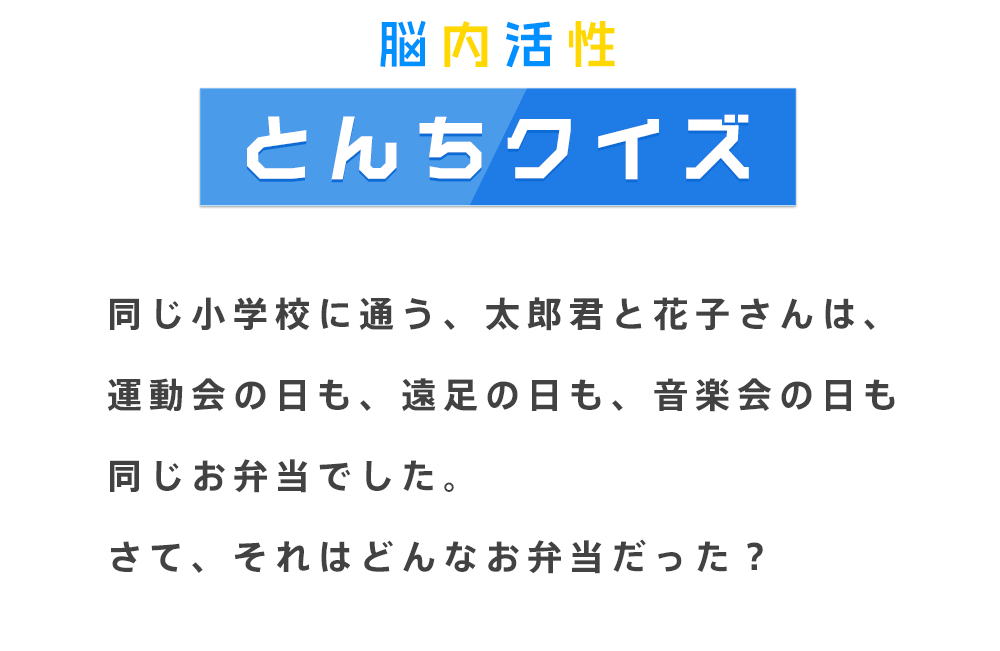 脳内活性
とんちクイズ
同じ小学校に通う、太郎君と花子さんは、
運動会の日も、遠足の日も、音楽会の日も
同じお弁当でした。
さて、それはどんなお弁当だった？